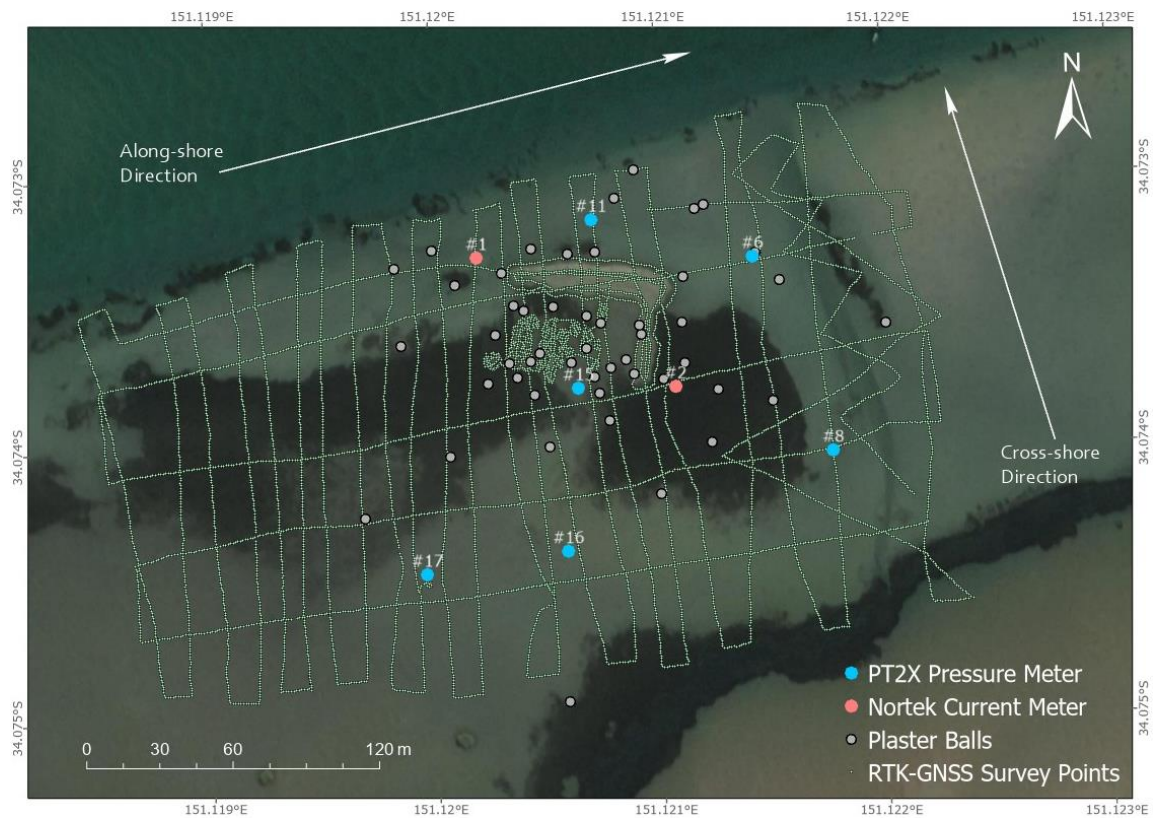 151.119°E 151.12°E 151.121°E 151.122°E 151.123°E
N
Along-shore
Direction
34.073°S
34.073°S
#11
#1
#6
#15
#2
#8
34.074°S
34.074°S
Cross-shore
Direction
#16
#17
PT2X Pressure Meter
Nortek Current Meter
Plaster Balls
RTK-GNSS Survey Points
34.075°S
34.075°S
0 30 60 120 m
151.119°E 151.12°E 151.121°E 151.122°E 151.123°E